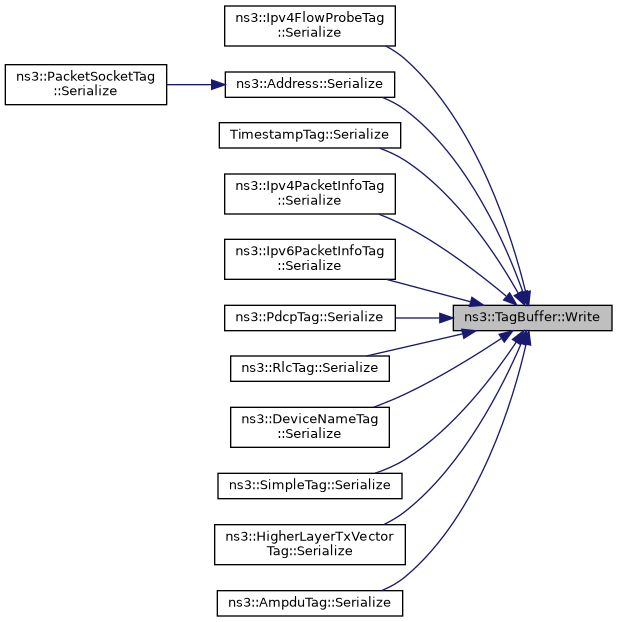 ns3::Ipv4FlowProbeTag
::Serialize
ns3::PacketSocketTag
::Serialize
ns3::Address::Serialize
TimestampTag::Serialize
ns3::Ipv4PacketInfoTag
::Serialize
ns3::Ipv6PacketInfoTag
::Serialize
ns3::PdcpTag::Serialize
ns3::TagBuffer::Write
ns3::RlcTag::Serialize
ns3::DeviceNameTag
::Serialize
ns3::SimpleTag::Serialize
ns3::HigherLayerTxVector
Tag::Serialize
ns3::AmpduTag::Serialize